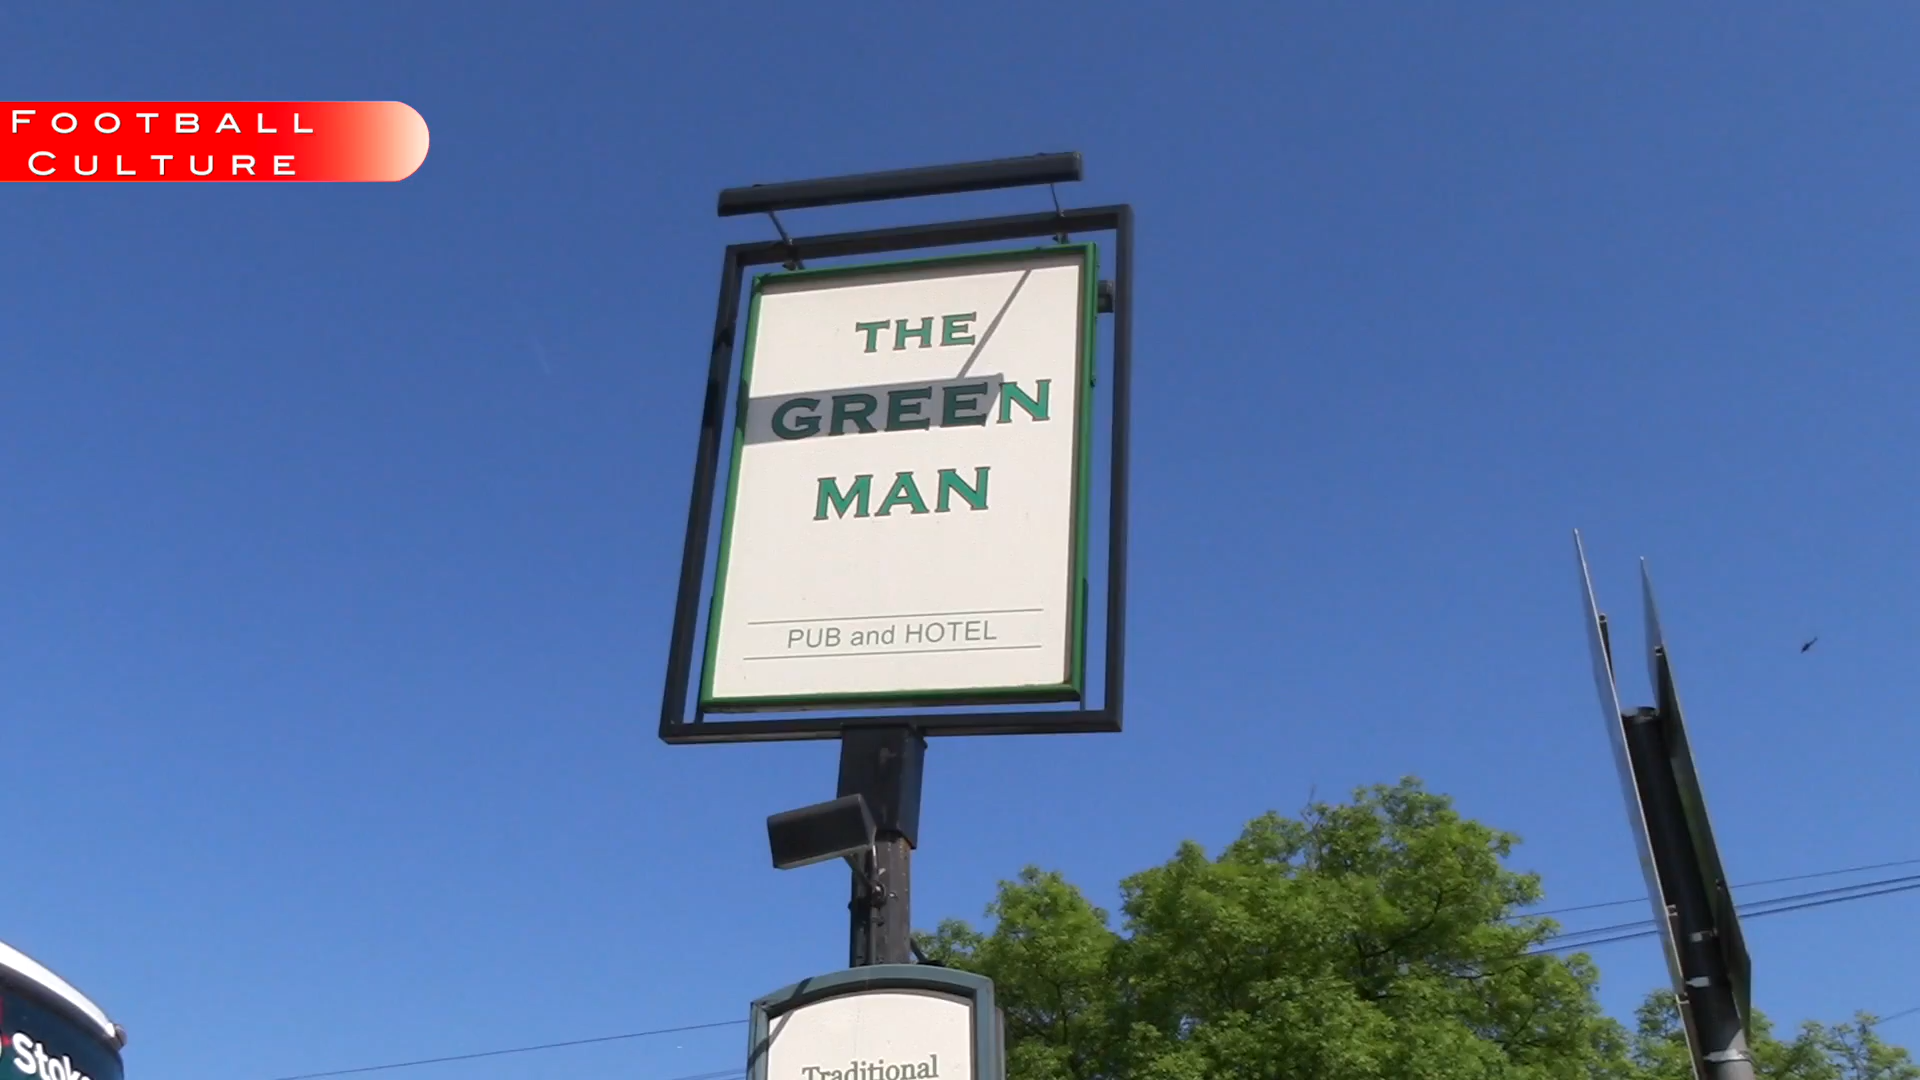 FOOTBALL
CULTURE
THE
GREEN
MAN
PUB and HOTEL
Traditional